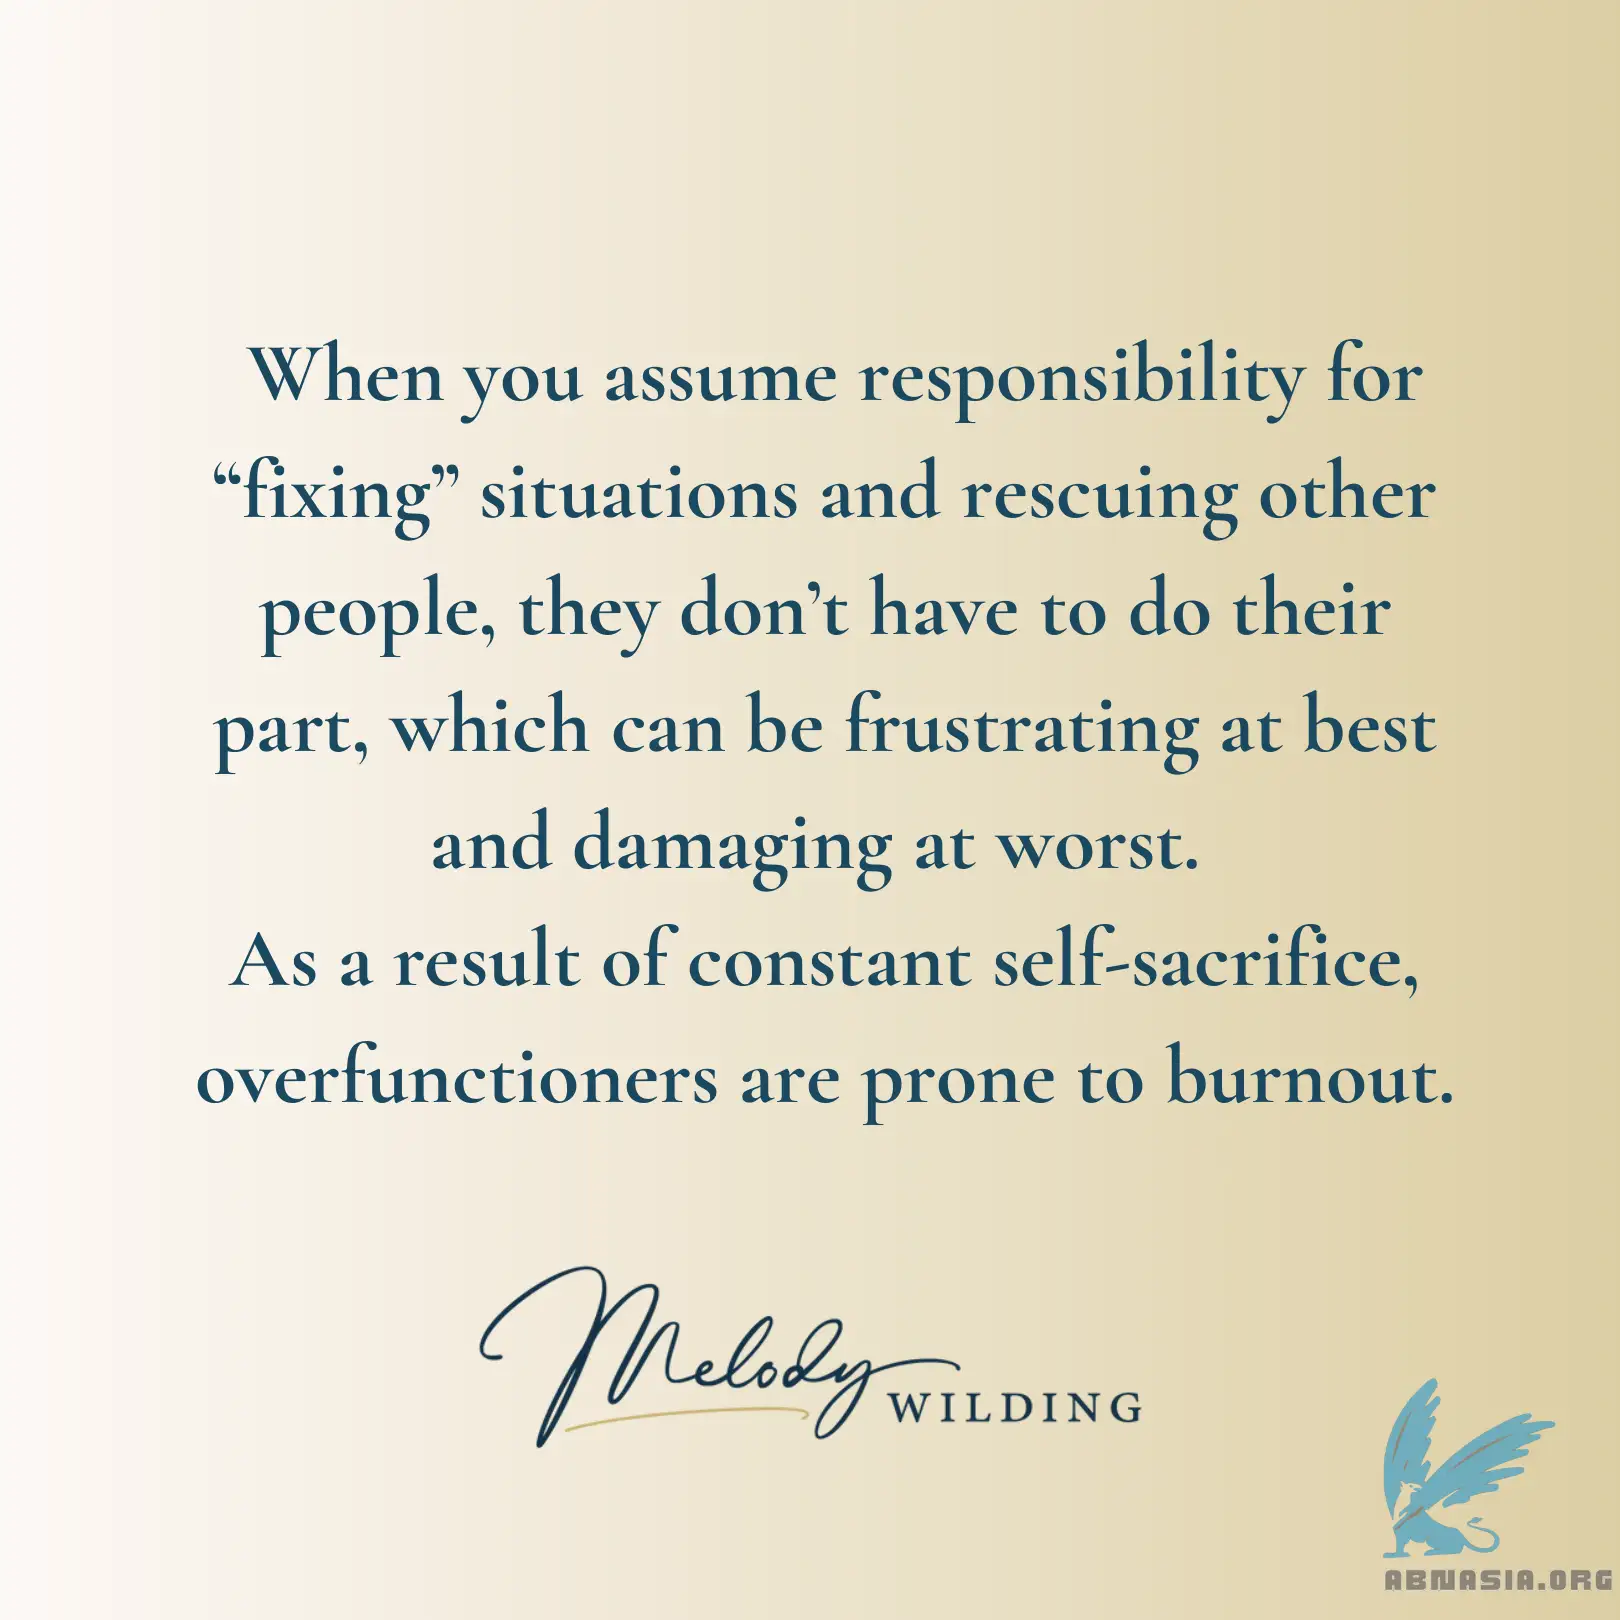 When you assume responsibility for
“fixing” situations and rescuing other
people, they don’t have to do their
part, which can be frustrating at best
and damaging at worst.
As a result of constant self-sacrifice,
overfunctioners are prone to burnout.
Melody WILDING
ABNASIA.ORG